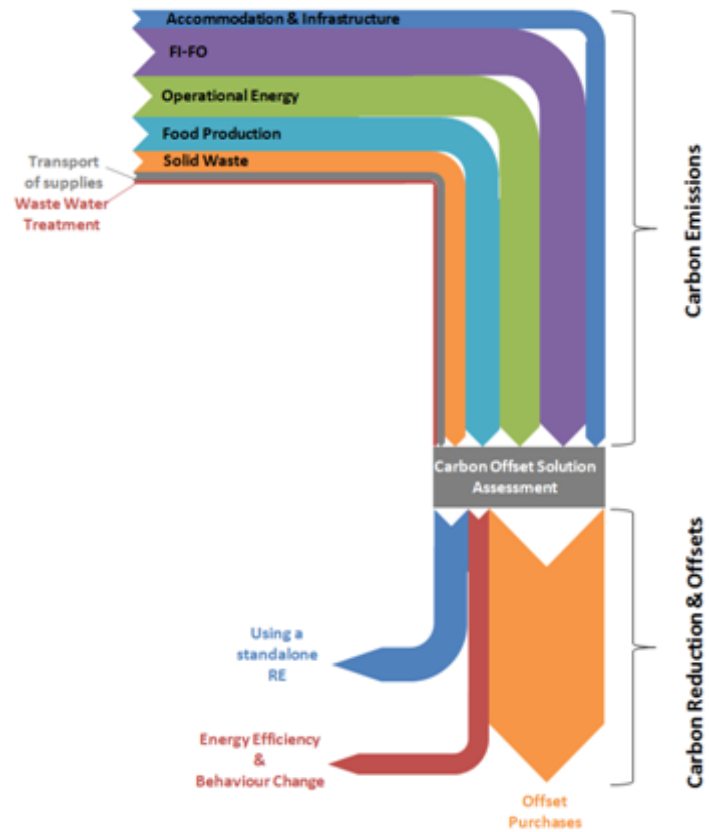 Accommodation & Infrastructure
FI-FO
Operational Energy
Food Production
Solid Waste
Transport
of supplies
Waste Water
Treatment
Carbon Emissions
Carbon Offset Solution
Assessment
Using a
standalone
RE
Energy Efficiency
&
Behaviour Change
Offset
Purchases
Carbon Reduction & Offsets